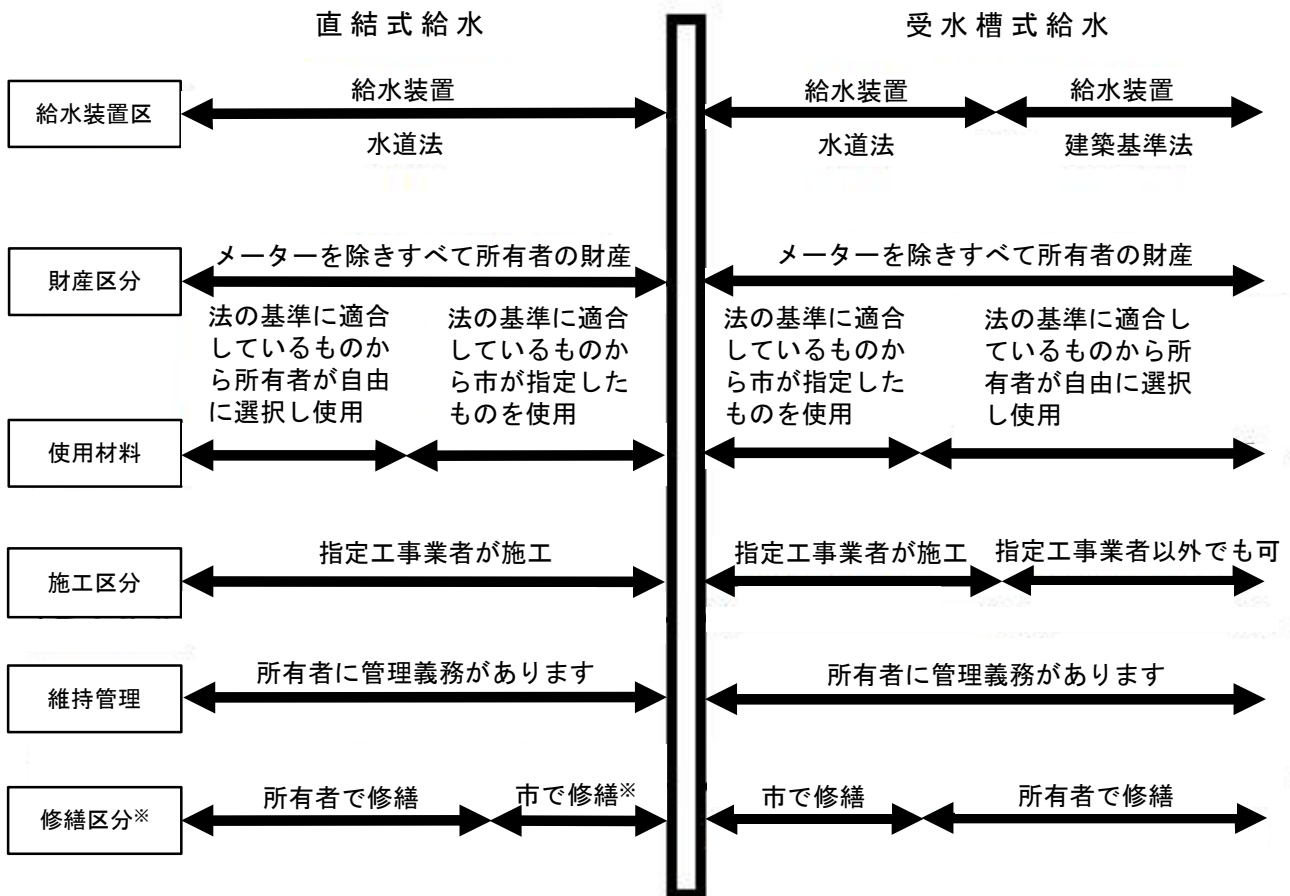 直結式給水
受水槽式給水
給水装置区
給水装置
水道法
給水装置
水道法
給水装置
建築基準法
財産区分
メーターを除きすべて所有者の財産
メーターを除きすべて所有者の財産
使用材料
法の基準に適合
しているものか
ら所有者が自由
に選択し使用
法の基準に適合
しているものか
ら市が指定した
ものを使用
法の基準に適合
しているものか
ら市が指定した
ものを使用
法の基準に適合し
ているものから所
有者が自由に選択
し使用
施工区分
指定工事業者が施工
指定工事業者が施工
指定工事業者以外でも可
維持管理
所有者に管理義務があります
所有者に管理義務があります
修繕区分※
所有者で修繕
市で修繕※
市で修繕
所有者で修繕